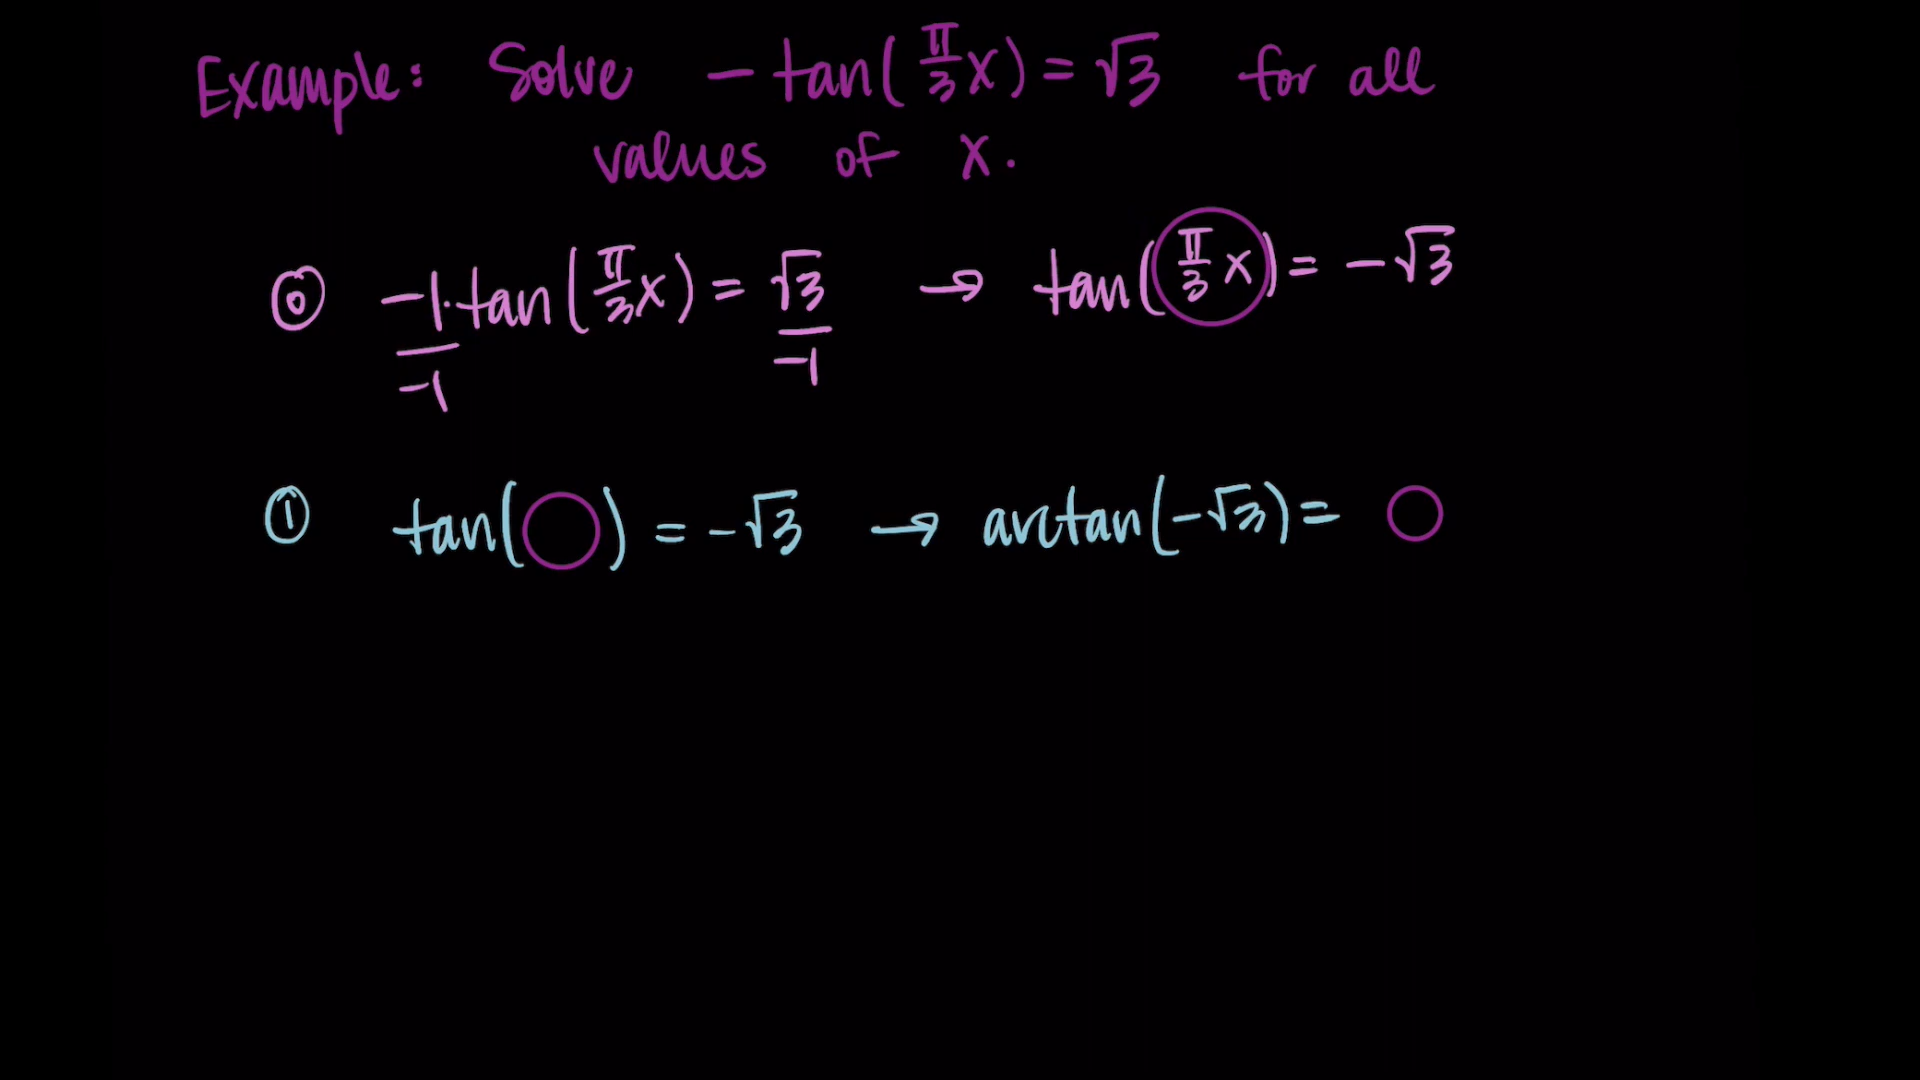 Example: Solve -tan(π/3 x) = √3 for all
values of x.
⓪ -1·tan(π/3 x) = √3 → tan(π/3 x) = -√3
-1 -1
① tan(◯) = -√3 → arctan(-√3) = ◯